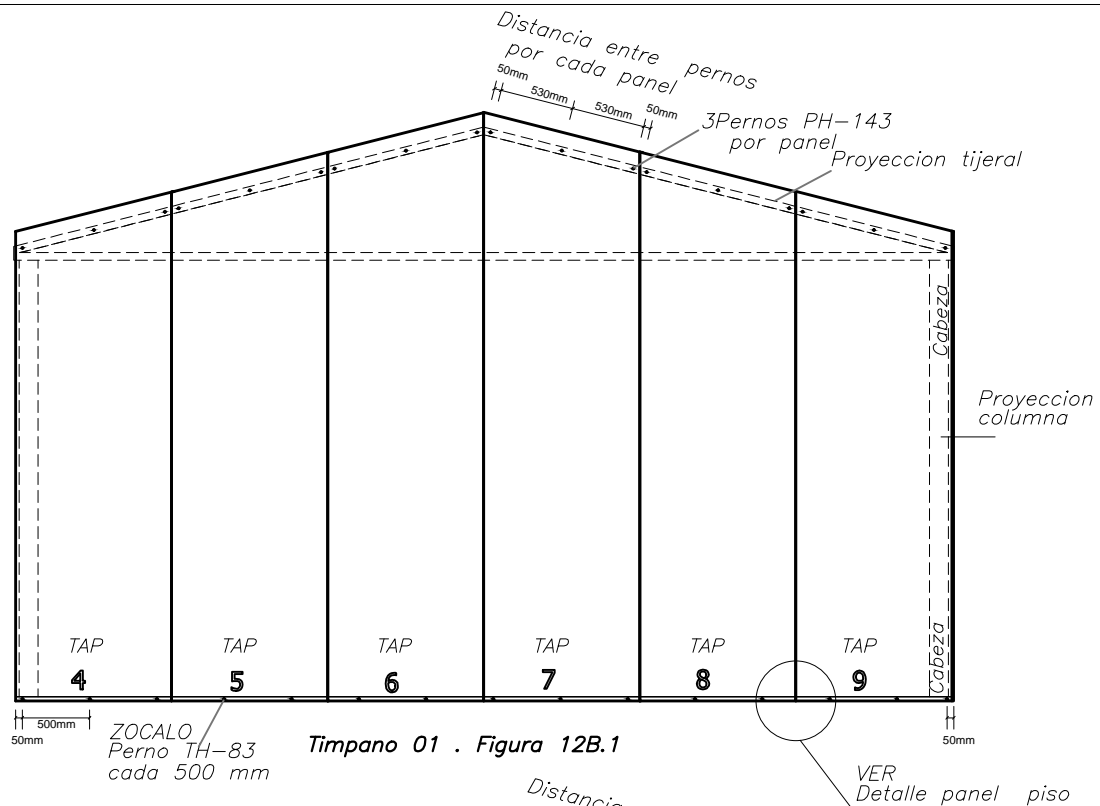 Distancia entre pernos
por cada panel
50mm
530mm
530mm
50mm
3Pernos PH-143
por panel
Proyeccion tijeral
Cabeza
Proyeccion
columna
Cabeza
TAP
TAP
TAP
TAP
TAP
TAP
4
5
6
7
8
9
500mm
50mm
50mm
ZOCALO
Perno TH-83
cada 500 mm
Timpano 01 . Figura 12B.1
VER
Detalle panel piso
Distancia